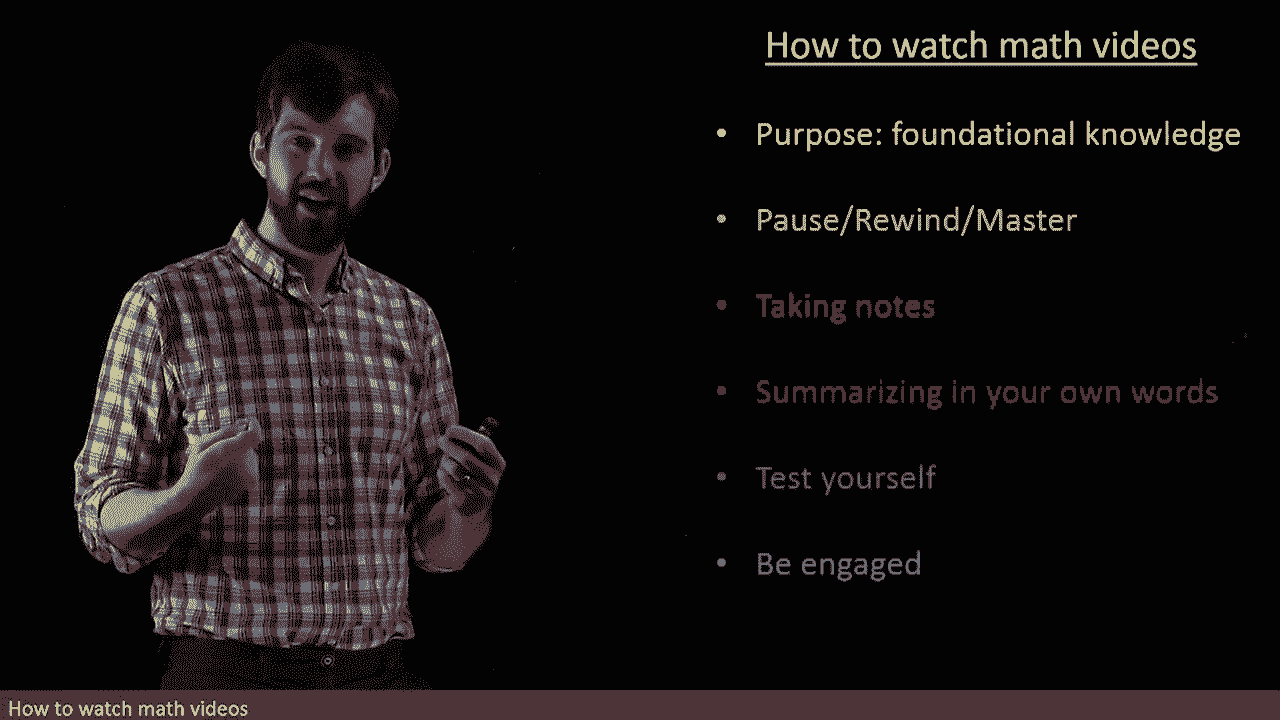 How to watch math videos
• Purpose: foundational knowledge
• Pause/Rewind/Master
• Taking notes
• Summarizing in your own words
• Test yourself
• Be engaged
How to watch math videos